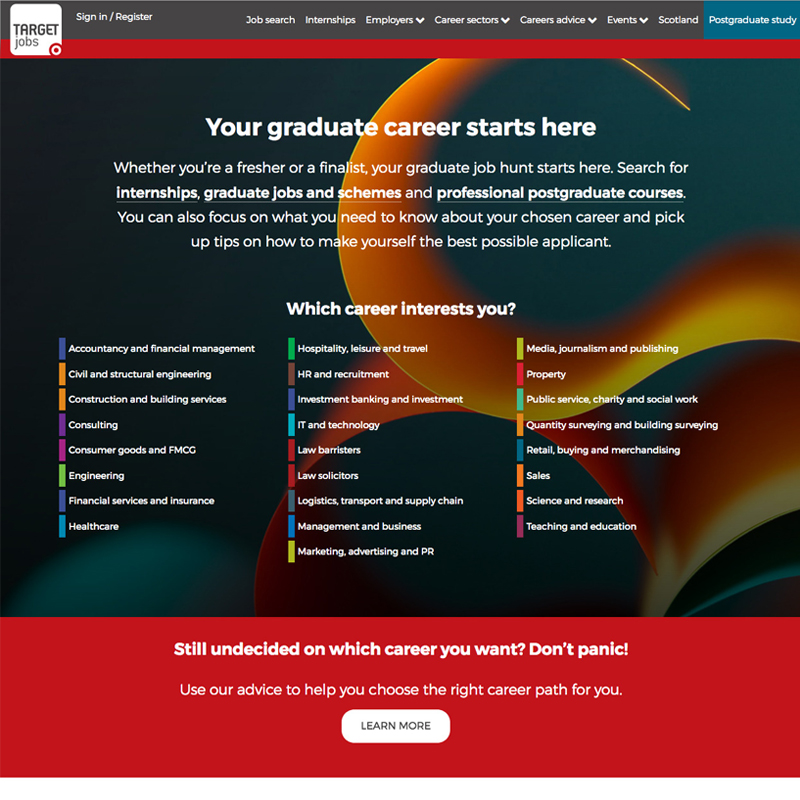 TARGET
jobs
Sign in / Register
Job search Internships Employers Career sectors Careers advice Events Scotland Postgraduate study
Your graduate career starts here
Whether you’re a fresher or a finalist, your graduate job hunt starts here. Search for
internships, graduate jobs and schemes and professional postgraduate courses.
You can also focus on what you need to know about your chosen career and pick
up tips on how to make yourself the best possible applicant.
Which career interests you?
Accountancy and financial management
Civil and structural engineering
Construction and building services
Consulting
Consumer goods and FMCG
Engineering
Financial services and insurance
Healthcare
Hospitality, leisure and travel
HR and recruitment
Investment banking and investment
IT and technology
Law barristers
Law solicitors
Logistics, transport and supply chain
Management and business
Marketing, advertising and PR
Media, journalism and publishing
Property
Public service, charity and social work
Quantity surveying and building surveying
Retail, buying and merchandising
Sales
Science and research
Teaching and education
Still undecided on which career you want? Don’t panic!
Use our advice to help you choose the right career path for you.
LEARN MORE